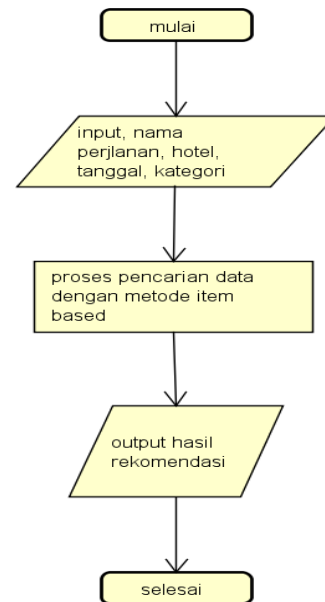 mulai
input, nama
perjlanan, hotel,
tanggal, kategori
proses pencarian data
dengan metode item
based
output hasil
rekomendasi
selesai